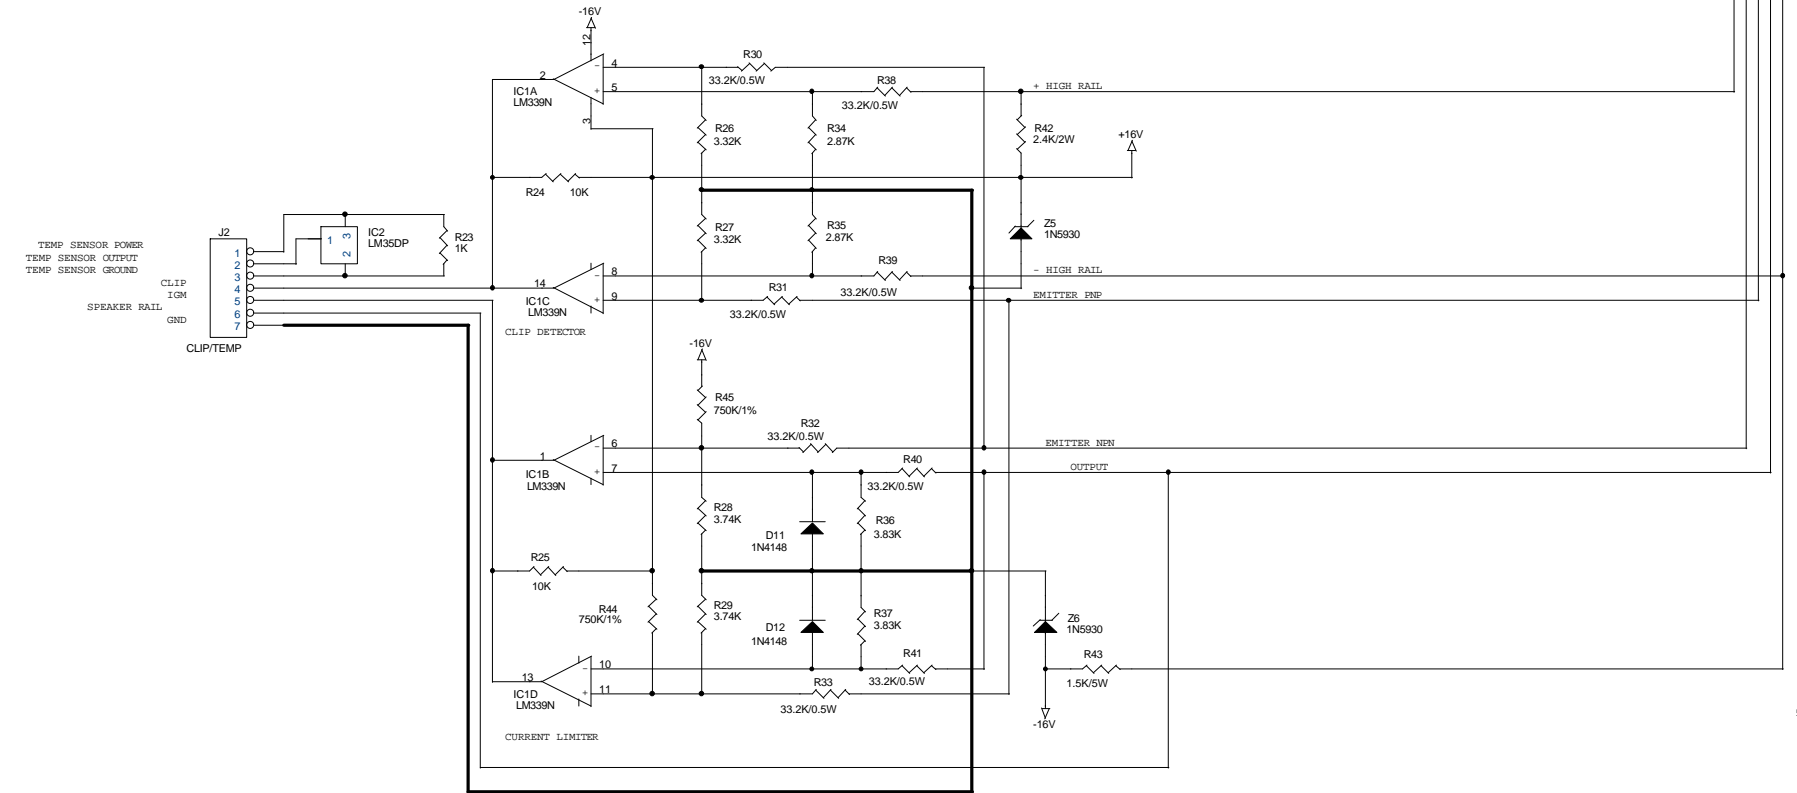 -16V
12
R30
33.2K/0.5W
4
2
5
IC1A
LM339N
3
R38
33.2K/0.5W
+ HIGH RAIL
R26
3.32K
R34
2.87K
R42
2.4K/2W
+16V
R24 10K
J2
IC2
LM35DP
1 3
2
R23
1K
R27
3.32K
R35
2.87K
Z5
1N5930
TEMP SENSOR POWER 1
TEMP SENSOR OUTPUT 2
TEMP SENSOR GROUND 3
CLIP 4
IGM 5
SPEAKER RAIL 6
GND 7
CLIP/TEMP
8
14
9
IC1C
LM339N
CLIP DETECTOR
R39
33.2K/0.5W
- HIGH RAIL
R31
33.2K/0.5W
EMITTER PNP
-16V
R45
750K/1%
R32
33.2K/0.5W
6
1
7
IC1B
LM339N
EMITTER NPN
R40
33.2K/0.5W
OUTPUT
R28
3.74K
D11
1N4148
R36
3.83K
R25
10K
R44
750K/1%
R29
3.74K
D12
1N4148
R37
3.83K
Z6
1N5930
10
13
11
IC1D
LM339N
R41
33.2K/0.5W
R33
33.2K/0.5W
R43
1.5K/5W
-16V
CURRENT LIMITER